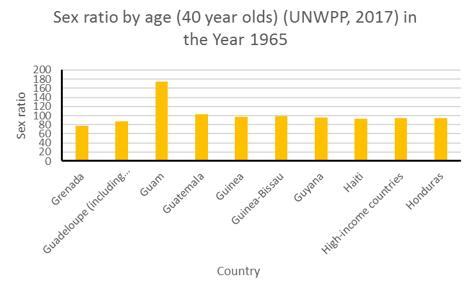 Sex ratio by age (40 year olds) (UNWPP, 2017) in
the Year 1965
200
180
160
140
120
100
80
60
40
20
0
Sex ratio
Grenada
Guadeloupe (including...
Guam
Guatemala
Guinea
Guinea-Bissau
Guyana
Haiti
High-income countries
Honduras
Country